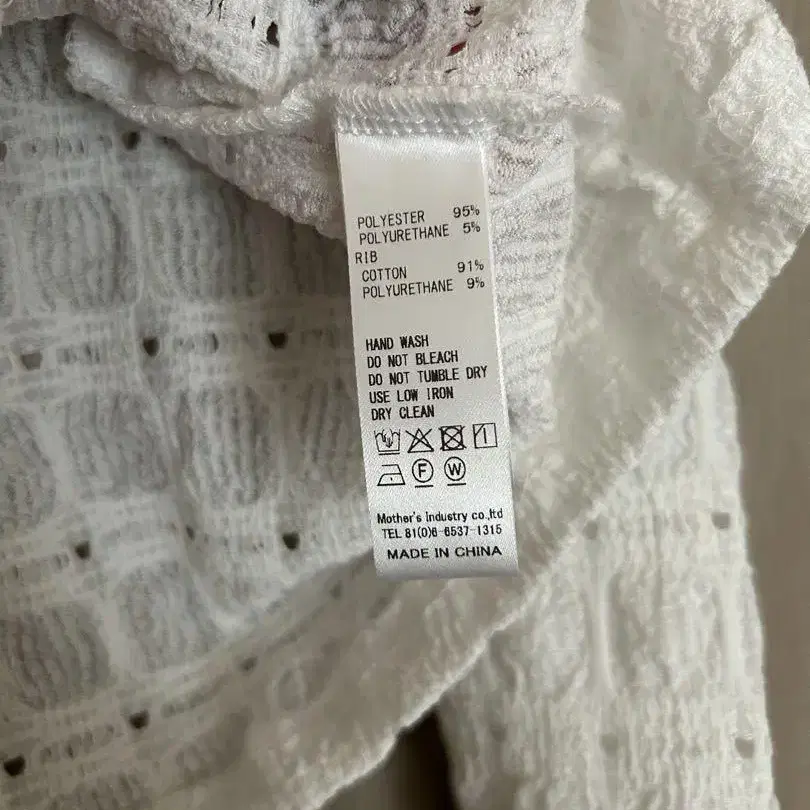 POLYESTER 95%
POLYURETHANE 5%
RIB
COTTON 91%
POLYURETHANE 9%
HAND WASH
DO NOT BLEACH
DO NOT TUMBLE DRY
USE LOW IRON
DRY CLEAN
F W
Mother's Industry co.,ltd
TEL 81(0)6-6537-1315
MADE IN CHINA